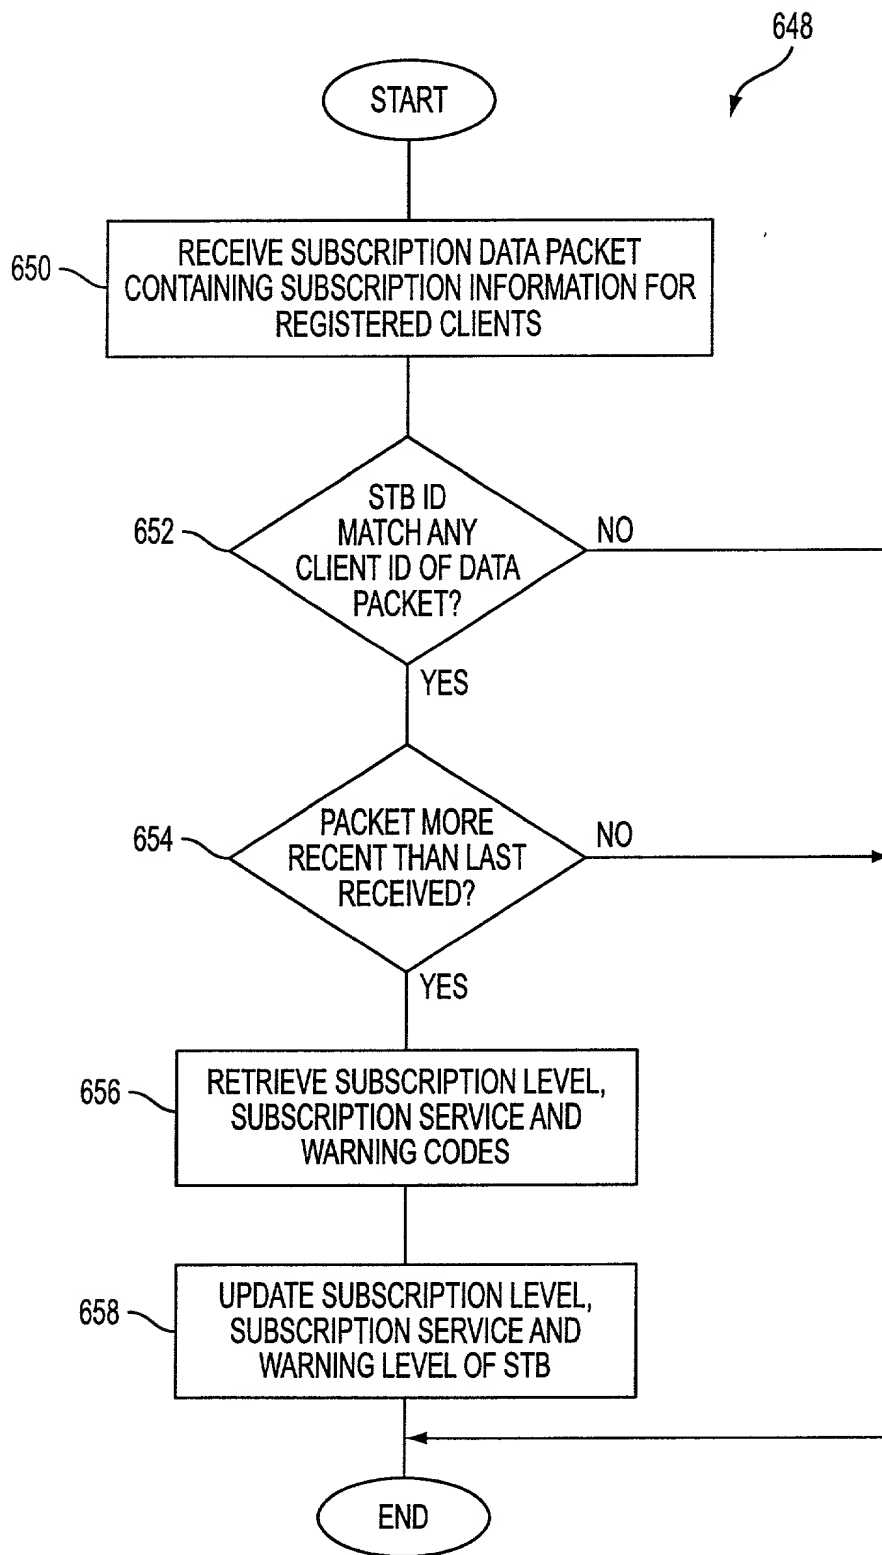 648
START
650
RECEIVE SUBSCRIPTION DATA PACKET
CONTAINING SUBSCRIPTION INFORMATION FOR
REGISTERED CLIENTS
652
STB ID
MATCH ANY
CLIENT ID OF DATA
PACKET?
NO
YES
654
PACKET MORE
RECENT THAN LAST
RECEIVED?
NO
YES
656
RETRIEVE SUBSCRIPTION LEVEL,
SUBSCRIPTION SERVICE AND
WARNING CODES
658
UPDATE SUBSCRIPTION LEVEL,
SUBSCRIPTION SERVICE AND
WARNING LEVEL OF STB
END